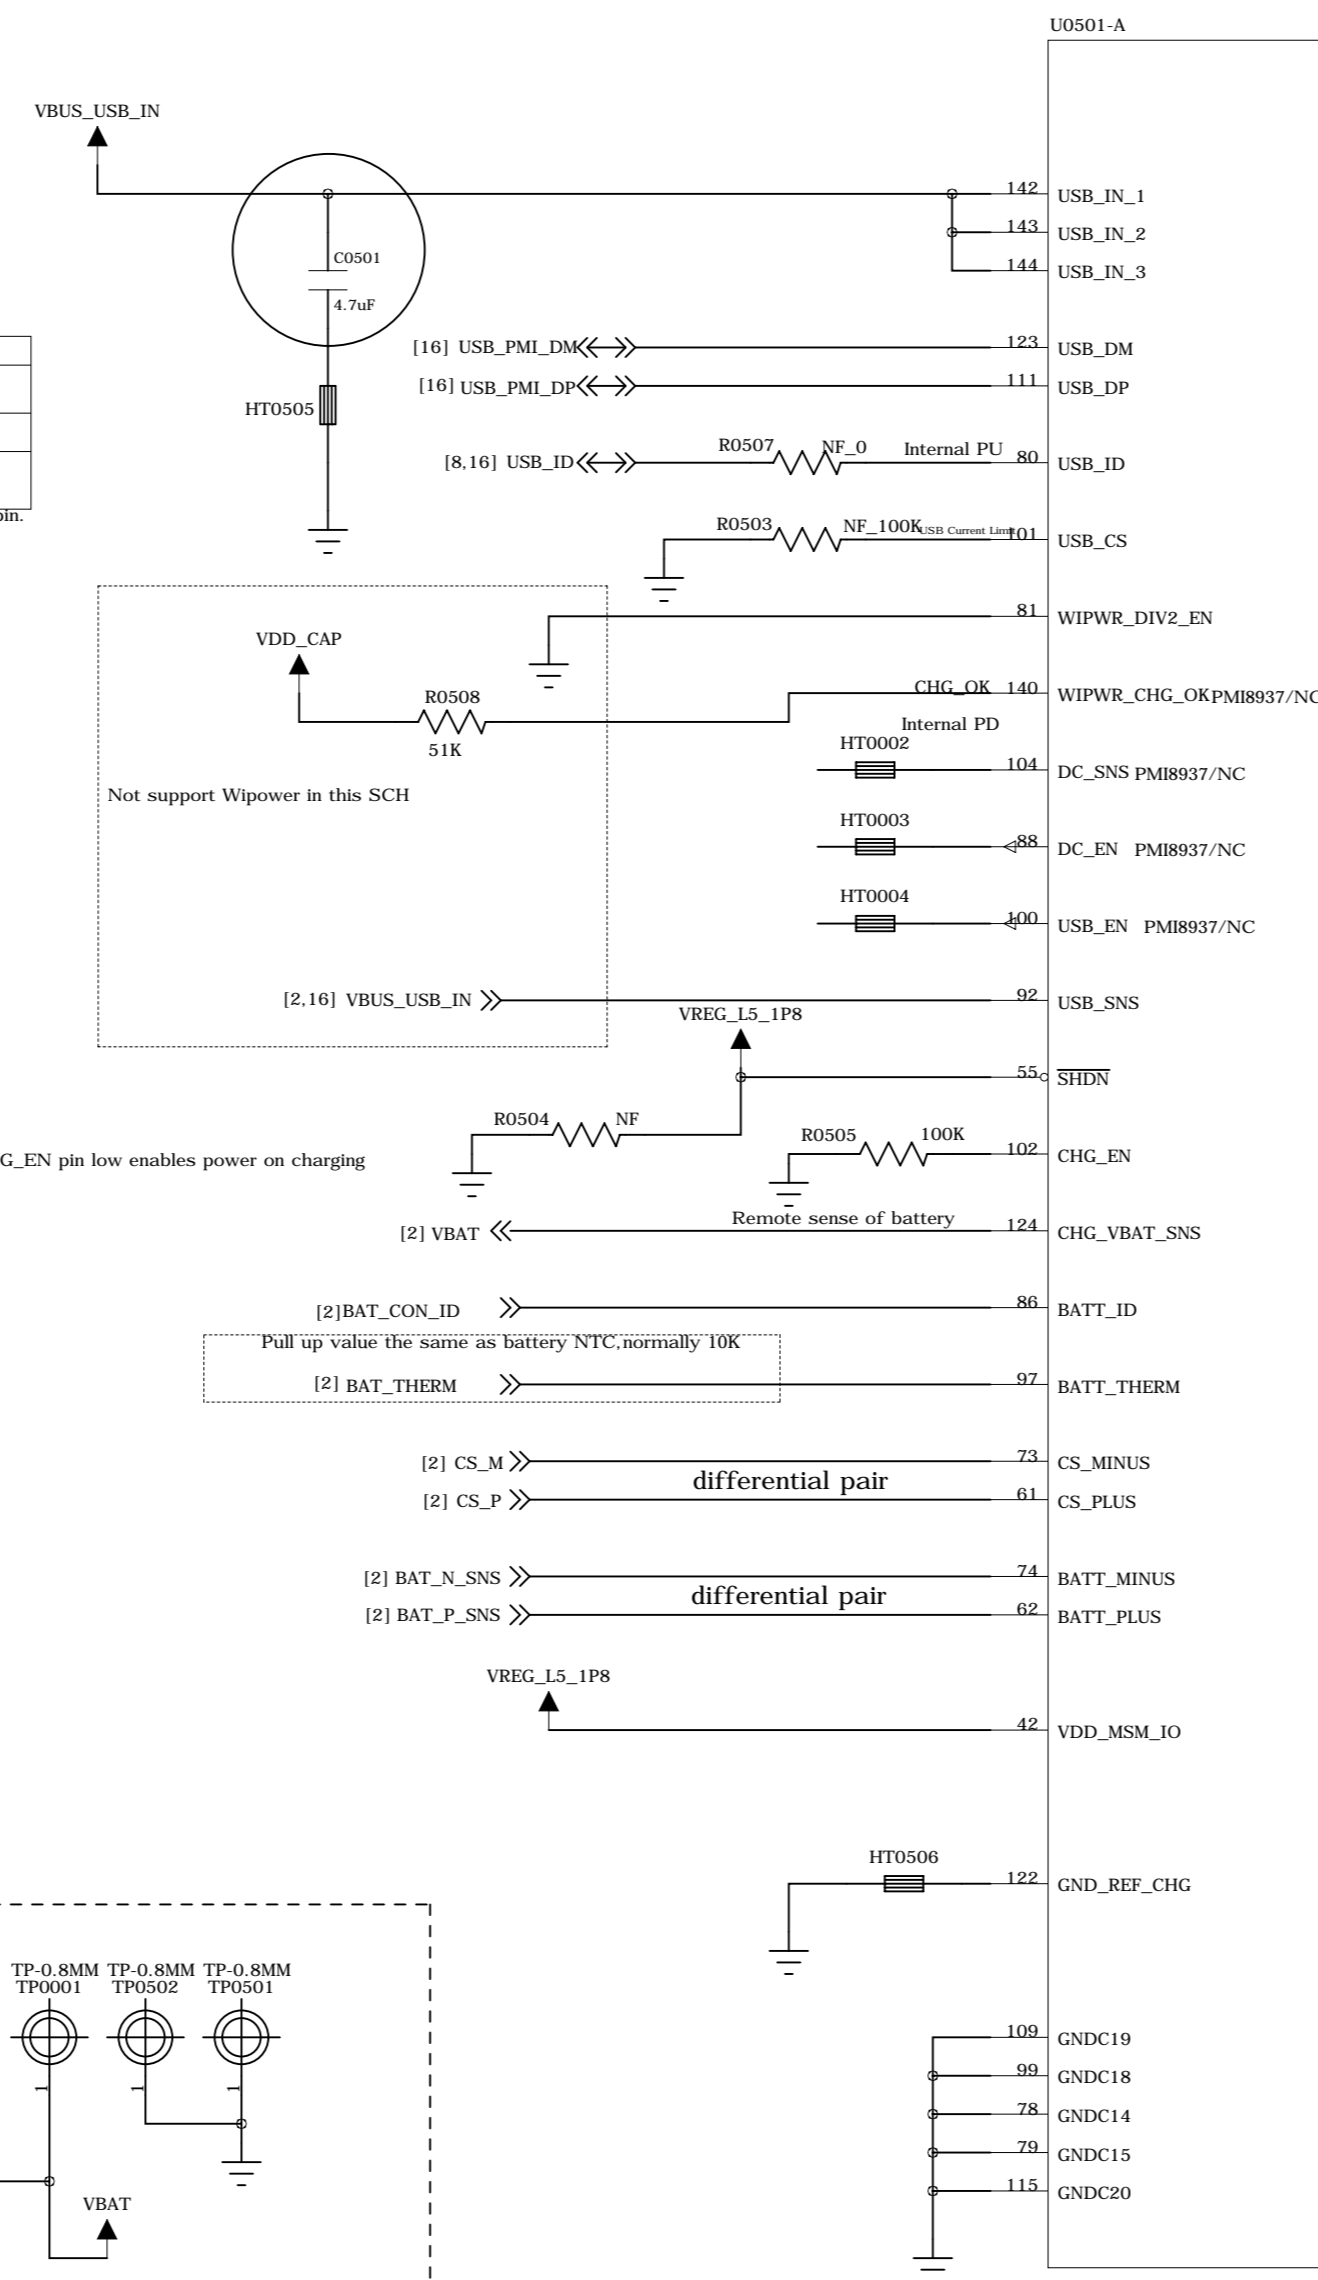 U0501-A
VBUS_USB_IN
142 USB_IN_1
143 USB_IN_2
C0501
144 USB_IN_3
4.7uF
[16] USB_PMI_DM 123 USB_DM
[16] USB_PMI_DP 111 USB_DP
HT0505
R0507 NF_0 Internal PU
[8,16] USB_ID 80 USB_ID
pin.
R0503 NF_100K USB Current Limit 101 USB_CS
81 WIPWR_DIV2_EN
VDD_CAP
CHG_OK 140 WIPWR_CHG_OK PMI8937/NC
R0508
Internal PD
51K
HT0002
104 DC_SNS PMI8937/NC
Not support Wipower in this SCH
HT0003
88 DC_EN PMI8937/NC
HT0004
100 USB_EN PMI8937/NC
[2,16] VBUS_USB_IN 92 USB_SNS
VREG_L5_1P8
55 SHDN
R0504 NF
R0505 100K
102 CHG_EN
G_EN pin low enables power on charging
Remote sense of battery
[2] VBAT 124 CHG_VBAT_SNS
[2]BAT_CON_ID 86 BATT_ID
Pull up value the same as battery NTC,normally 10K
[2] BAT_THERM 97 BATT_THERM
[2] CS_M 73 CS_MINUS
differential pair
[2] CS_P 61 CS_PLUS
[2] BAT_N_SNS 74 BATT_MINUS
differential pair
[2] BAT_P_SNS 62 BATT_PLUS
VREG_L5_1P8
42 VDD_MSM_IO
HT0506
122 GND_REF_CHG
TP-0.8MM TP-0.8MM TP-0.8MM
TP0001 TP0502 TP0501
109 GNDC19
99 GNDC18
1 1 1
78 GNDC14
79 GNDC15
115 GNDC20
VBAT